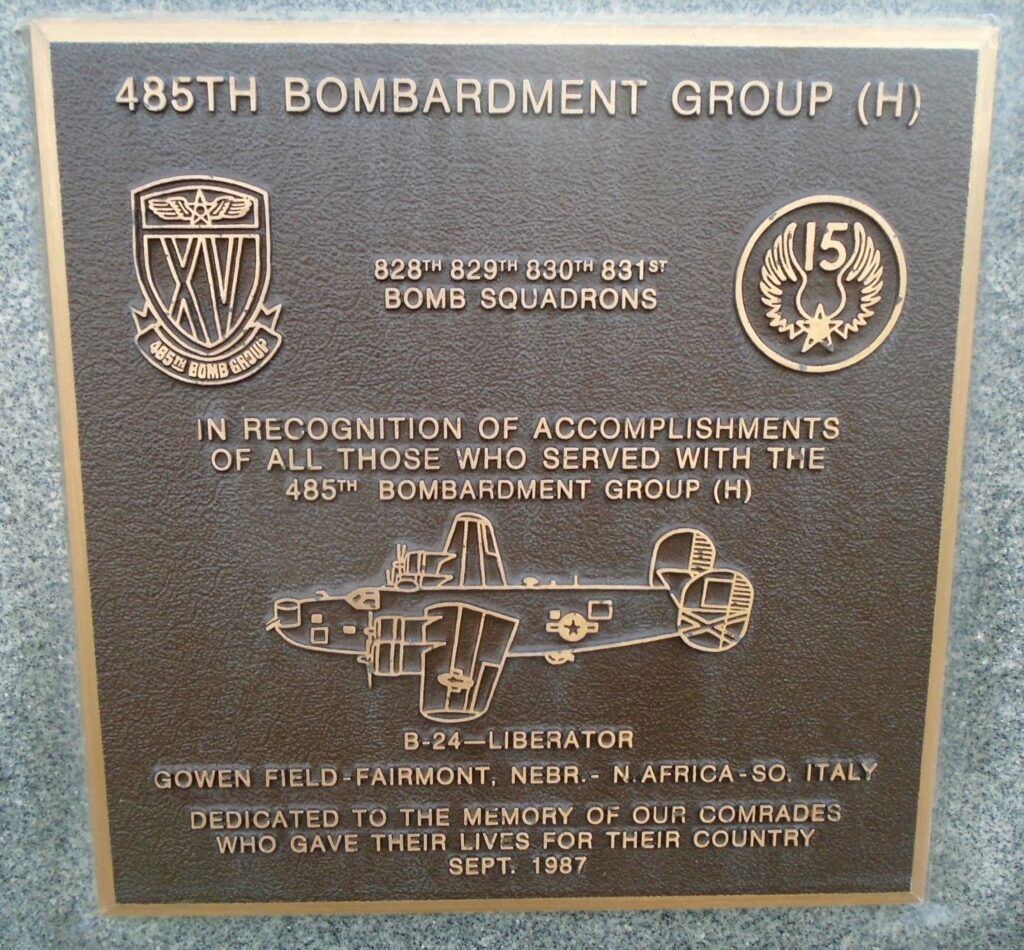 485TH BOMBARDMENT GROUP (H)
XV
485TH BOMB GROUP
15
828TH 829TH 830TH 831ST
BOMB SQUADRONS
IN RECOGNITION OF ACCOMPLISHMENTS
OF ALL THOSE WHO SERVED WITH THE
485TH BOMBARDMENT GROUP (H)
B-24—LIBERATOR
GOWEN FIELD-FAIRMONT, NEBR.- N.AFRICA-SO. ITALY
DEDICATED TO THE MEMORY OF OUR COMRADES
WHO GAVE THEIR LIVES FOR THEIR COUNTRY
SEPT. 1987